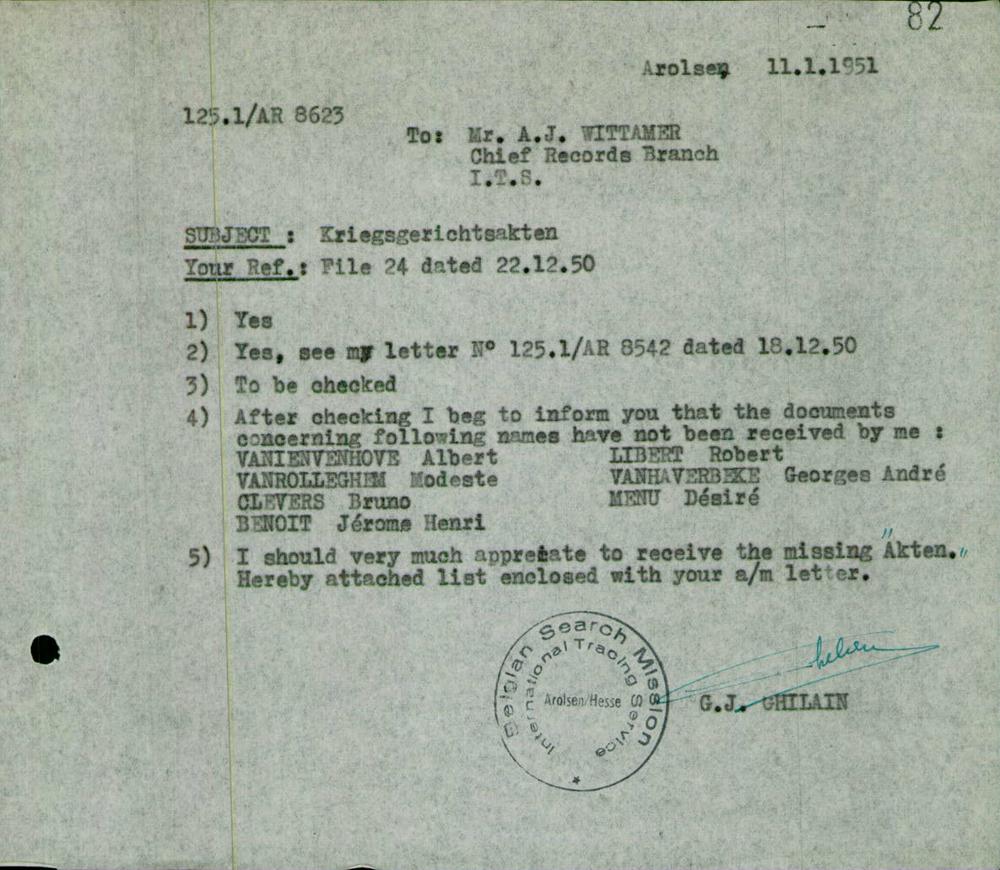 82
Arolsen, 11.1.1951
125.1/AR 8623
To: Mr. A.J. WITTAMER
Chief Records Branch
I.T.S.
SUBJECT : Kriegsgerichtsakten
Your Ref.: File 24 dated 22.12.50
1) Yes
2) Yes, see my letter Nº 125.1/AR 8542 dated 18.12.50
3) To be checked
4) After checking I beg to inform you that the documents
concerning following names have not been received by me :
VANIENVENHOVE Albert LIBERT Robert
VANROLLEGHEM Modeste VANHAVERBEKE Georges André
CLEVERS Bruno MENU Désiré
BENOIT Jérome Henri
5) I should very much appreciate to receive the missing "Akten."
Hereby attached list enclosed with your a/m letter.
Belgian Search Mission
International Tracing Service
Arolsen/Hesse
G.J. GHILAIN